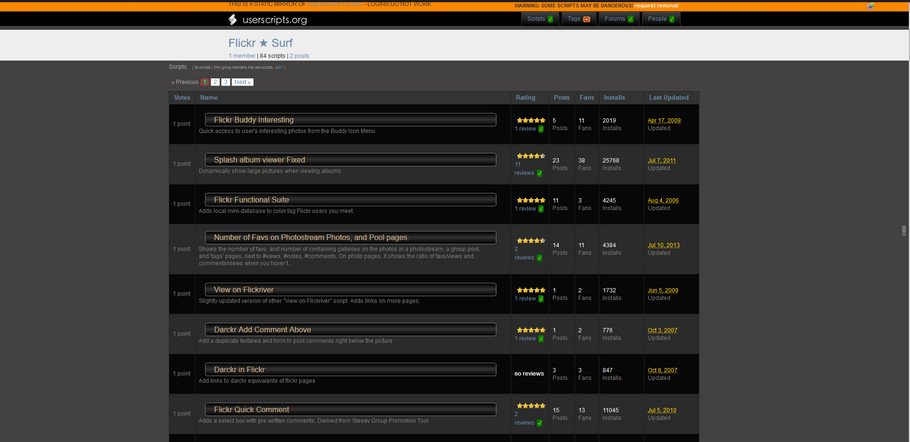 THIS IS A STATIC MIRROR OF USERSCRIPTS.ORG - LOGINS DO NOT WORK
WARNING: SOME SCRIPTS MAY BE DANGEROUS request removal
userscripts.org
Scripts Tags Forums People
Flickr ★ Surf
1 member | 84 scripts | 2 posts
Scripts
« Previous 1 2 3 Next »
Votes Name Rating Posts Fans Installs Last Updated
Flickr Buddy Interesting 5 11 2019 Apr 17, 2009
1 point Quick access to user's interesting photos from the Buddy Icon Menu 1 review Posts Fans Installs Updated
Splash album viewer Fixed 23 38 25768 Jul 7, 2011
1 point Dynamically show large pictures when viewing albums. 11 reviews Posts Fans Installs Updated
Flickr Functional Suite 11 3 4245 Aug 4, 2006
1 point Adds local mini-database to color tag Flickr users you meet. 1 review Posts Fans Installs Updated
Number of Favs on Photostream Photos, and Pool pages. 14 11 4384 Jul 10, 2013
1 point Shows the number of favs, and number of containing galleries on the photos in a photostream, a group pool, 2 reviews Posts Fans Installs Updated
and 'tags' pages, next to #views, #notes, #comments. On photo pages, it shows the ratio of favs/views and
comments/views when you hover t...
View on Flickriver 1 2 1732 Jun 5, 2009
1 point Slightly updated version of other "View on Flickriver" script. Adds links on more pages. 1 review Posts Fans Installs Updated
Darckr Add Comment Above 1 2 776 Oct 3, 2007
1 point Add a duplicate textarea and form to post comments right below the picture 1 review Posts Fans Installs Updated
Darckr in Flickr no reviews 3 3 847 Oct 8, 2007
1 point Add links to darckr equivalents of flickr pages Posts Fans Installs Updated
Flickr Quick Comment 15 13 11045 Jul 5, 2010
1 point Adds a select box with pre written comments. Derived from Steeev Group Promotion Tool 2 reviews Posts Fans Installs Updated